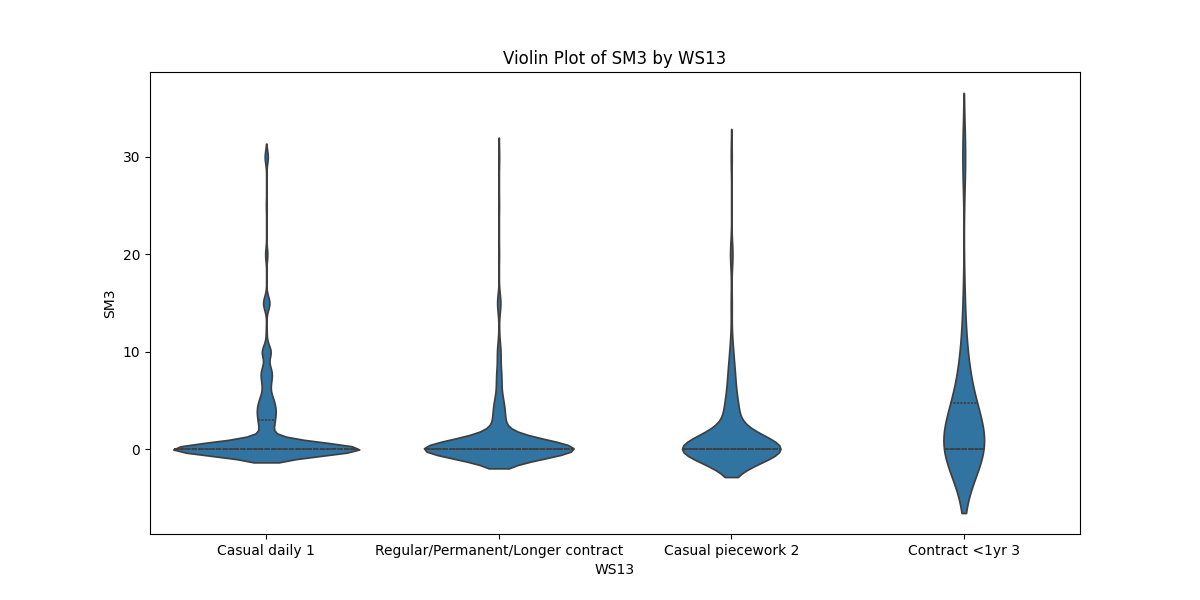 Violin Plot of SM3 by WS13
SM3
30
20
10
0
Casual daily 1
Regular/Permanent/Longer contract
Casual piecework 2
Contract <1yr 3
WS13